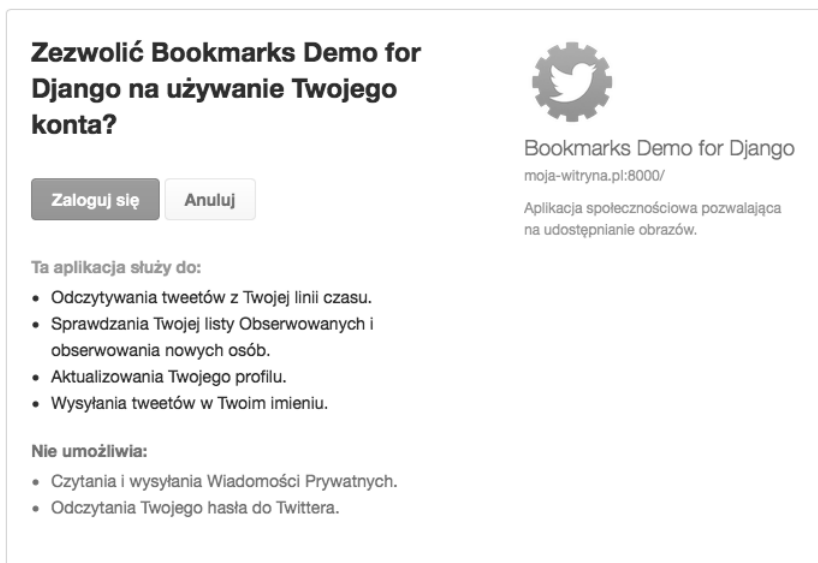 Zezwolić Bookmarks Demo for
Django na używanie Twojego
konta?
Zaloguj się
Anuluj
Ta aplikacja służy do:
• Odczytywania tweetów z Twojej linii czasu.
• Sprawdzania Twojej listy Obserwowanych i
obserwowania nowych osób.
• Aktualizowania Twojego profilu.
• Wysyłania tweetów w Twoim imieniu.
Nie umożliwia:
• Czytania i wysyłania Wiadomości Prywatnych.
• Odczytania Twojego hasła do Twittera.
Bookmarks Demo for Django
moja-witryna.pl:8000/
Aplikacja społecznościowa pozwalająca
na udostępnianie obrazów.